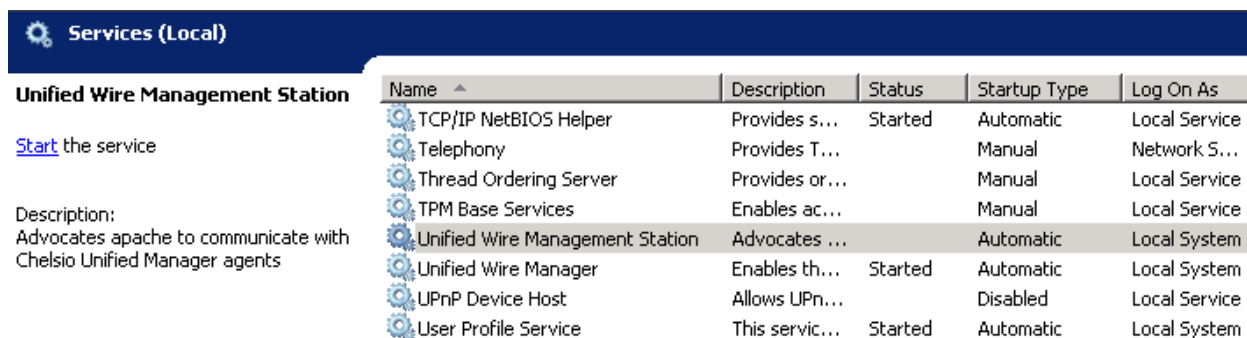 Services (Local)
Unified Wire Management Station
Start the service
Description:
Advocates apache to communicate with
Chelsio Unified Manager agents
Name Description Status Startup Type Log On As
TCP/IP NetBIOS Helper Provides s... Started Automatic Local Service
Telephony Provides T... Manual Network S...
Thread Ordering Server Provides or... Manual Local Service
TPM Base Services Enables ac... Manual Local Service
Unified Wire Management Station Advocates ... Automatic Local System
Unified Wire Manager Enables th... Started Automatic Local System
UPnP Device Host Allows UPn... Disabled Local Service
User Profile Service This servic... Started Automatic Local System